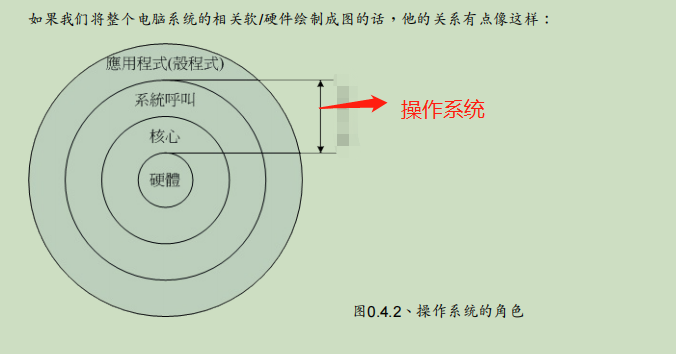 如果我们将整个电脑系统的相关软/硬件绘制成图的话，他的关系有点像这样：
應用程式(殼程式)
系統呼叫
核心
硬體
操作系统
图0.4.2、操作系统的角色